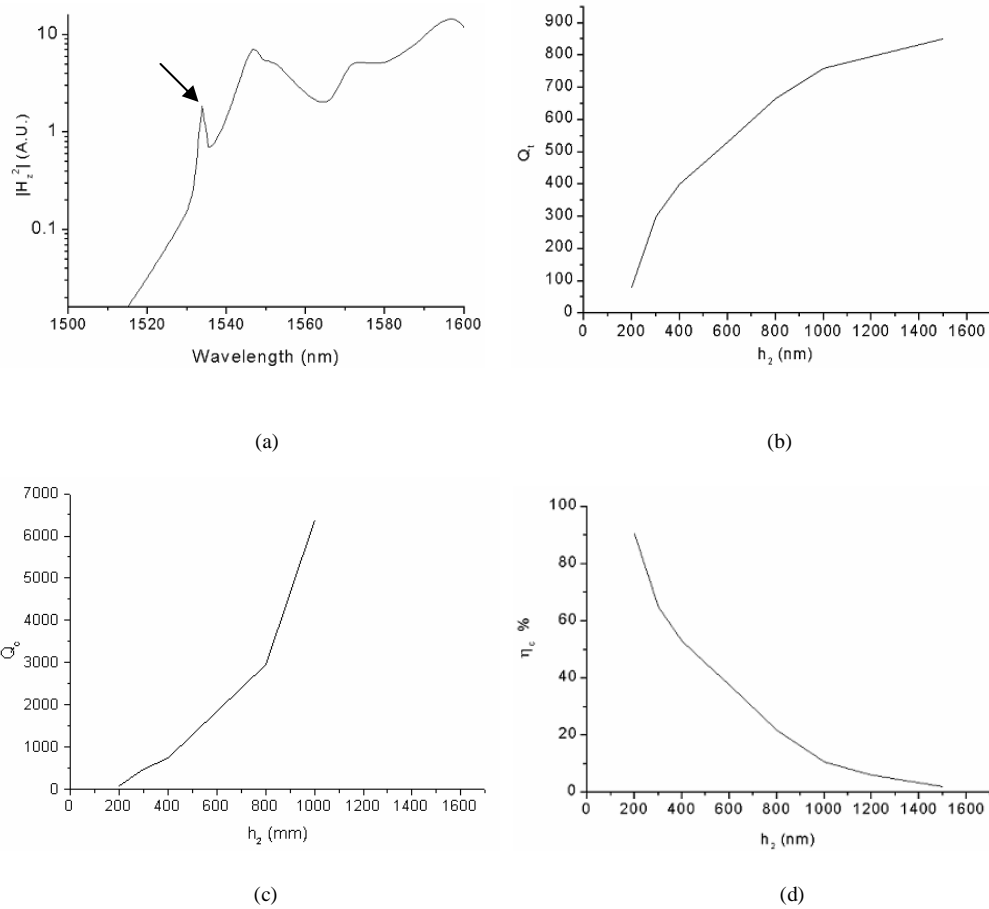 10
1
0.1
|H_z^2| (A.U.)
1500 1520 1540 1560 1580 1600
Wavelength (nm)
(a)
900
800
700
600
500
400
300
200
100
0
Q_t
0 200 400 600 800 1000 1200 1400 1600
h_2 (nm)
(b)
7000
6000
5000
4000
3000
2000
1000
0
Q_c
0 200 400 600 800 1000 1200 1400 1600
h_2 (mm)
(c)
100
80
60
40
20
0
η_c %
0 200 400 600 800 1000 1200 1400 1600
h_2 (nm)
(d)